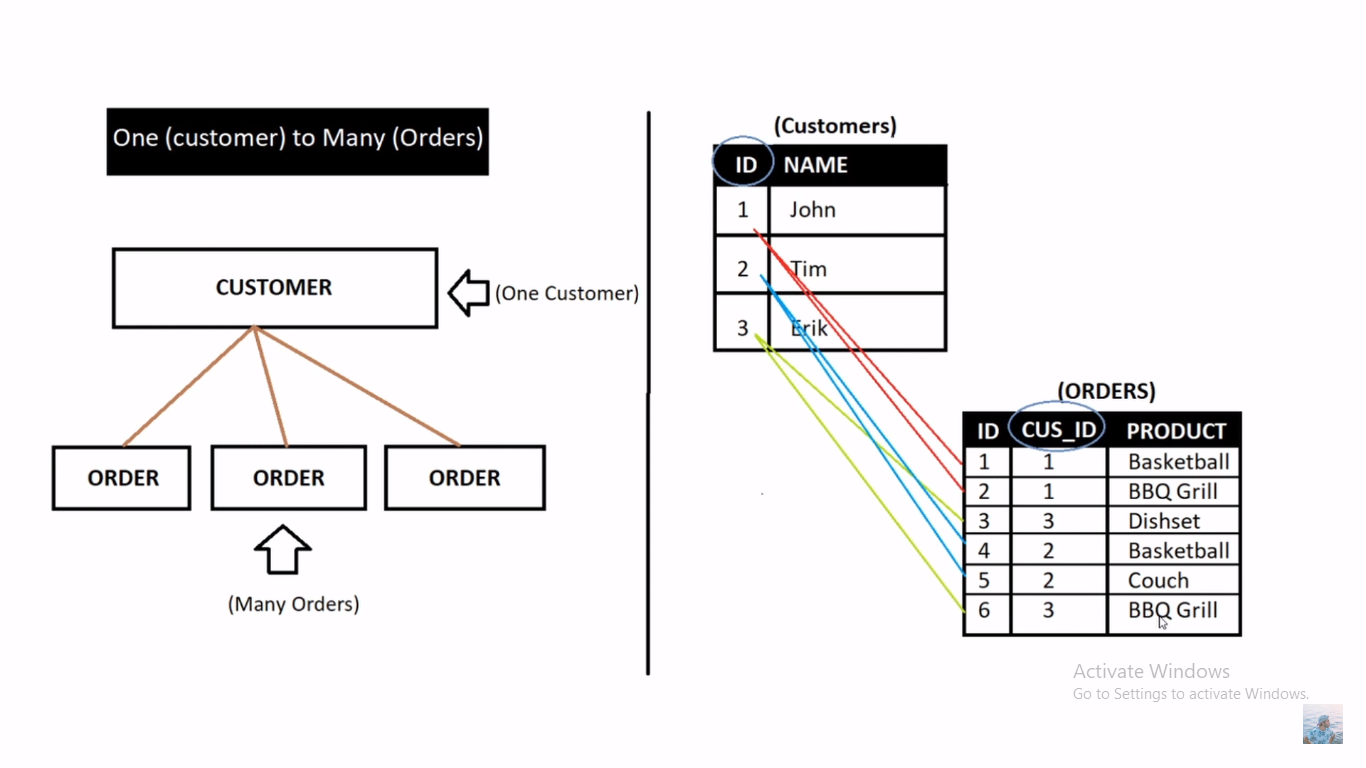 One (customer) to Many (Orders)
CUSTOMER
(One Customer)
ORDER ORDER ORDER
(Many Orders)
(Customers)
ID NAME
1 John
2 Tim
3 Erik
(ORDERS)
ID CUS_ID PRODUCT
1 1 Basketball
2 1 BBQ Grill
3 3 Dishset
4 2 Basketball
5 2 Couch
6 3 BBQ Grill
Activate Windows
Go to Settings to activate Windows.